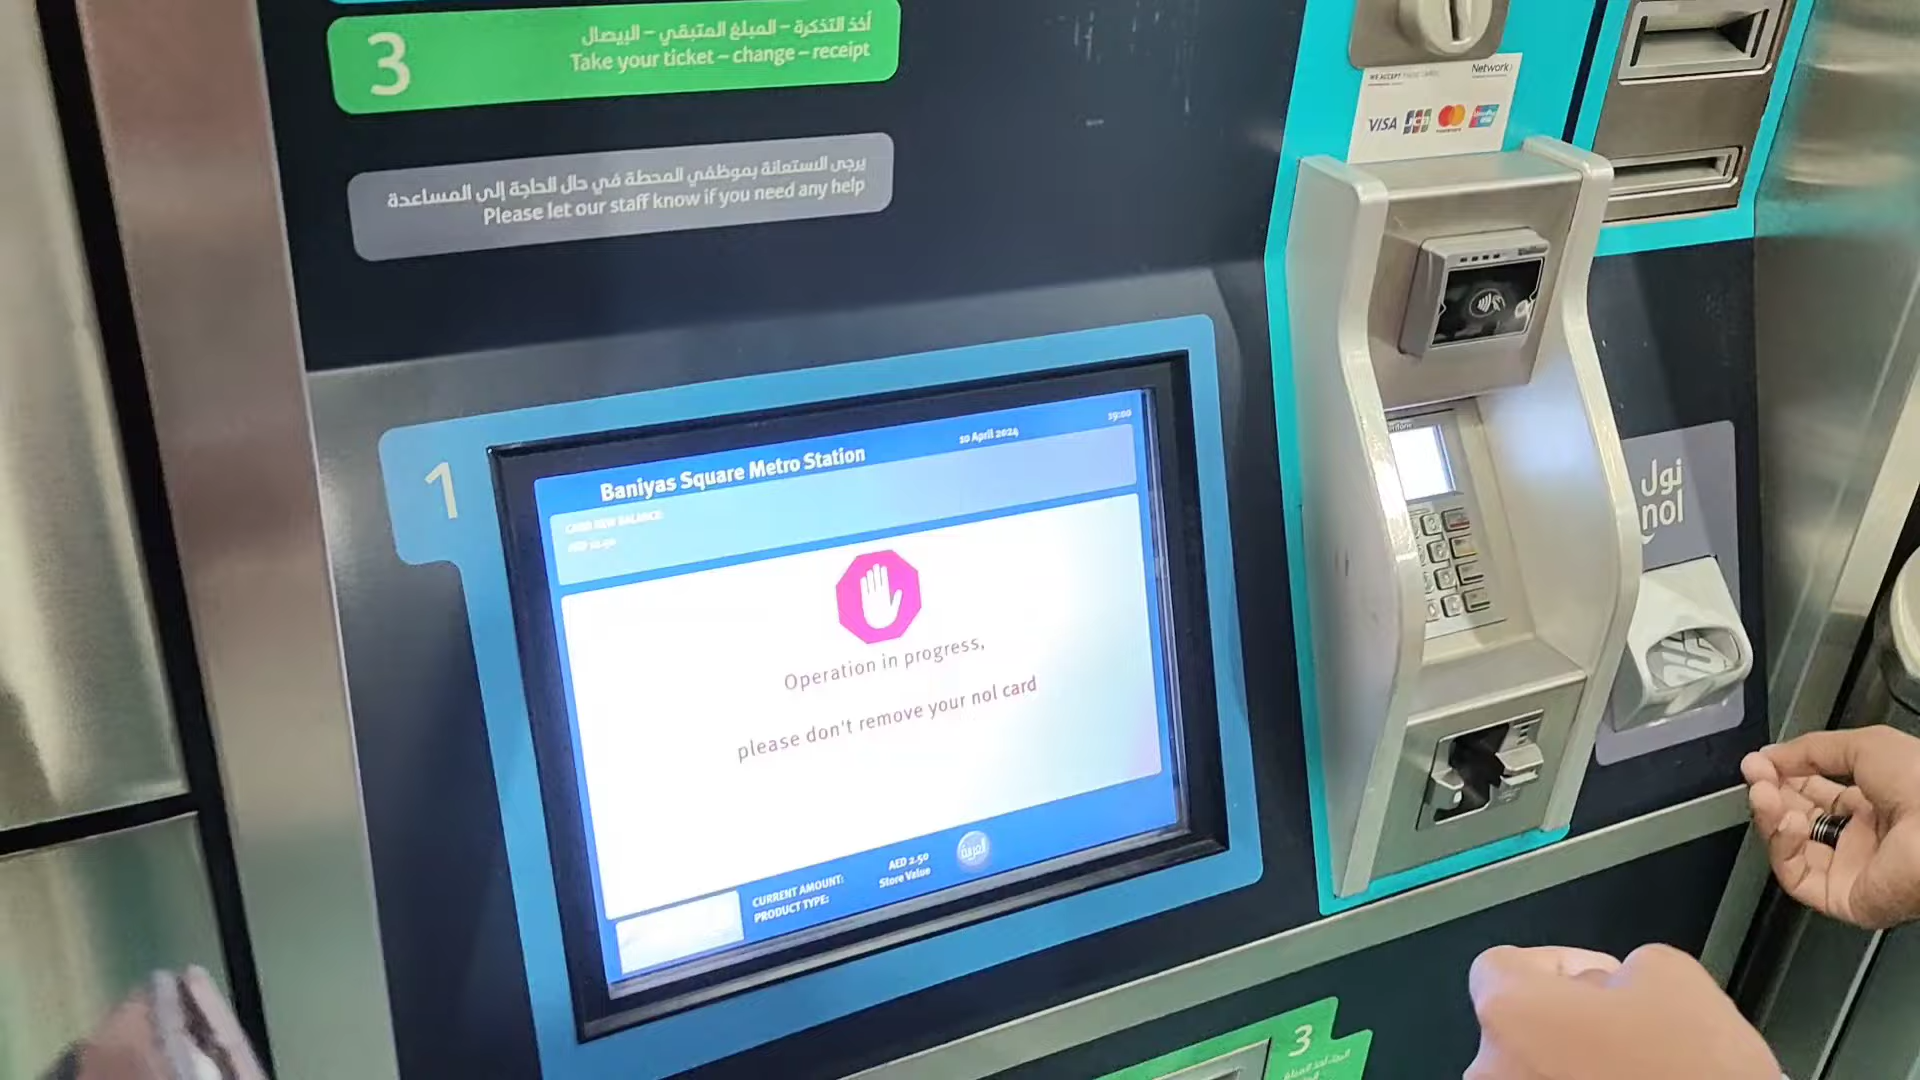 3
أخذ التذكرة – المبلغ المتبقي – الإيصال
Take your ticket – change – receipt
يرجى الاستعانة بموظفي المحطة في حال الحاجة إلى المساعدة
Please let our staff know if you need any help
WE ACCEPT THESE CARDS
Network
VISA JCB
1
Baniyas Square Metro Station
10 April 2024
19:00
CARD NEW BALANCE:
Operation in progress,
please don't remove your nol card
CURRENT AMOUNT:
AED 2.50
PRODUCT TYPE:
Store Value
العربية
نول
nol
3